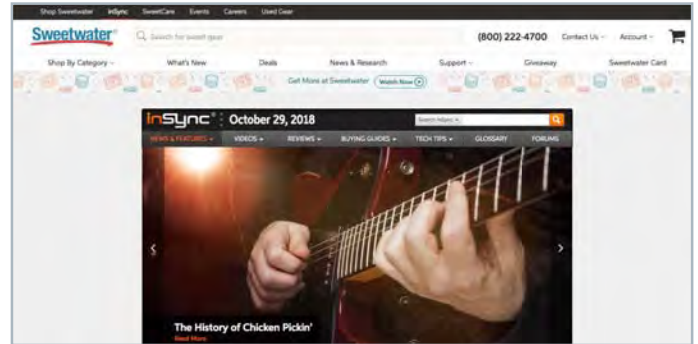 Shop Sweetwater inSync SweetCare Events Careers Used Gear
Sweetwater® Search for sweet gear (800) 222-4700 Contact Us Account
Shop By Category What's New Deals News & Research Support Giveaway Sweetwater Card
Get More at Sweetwater Watch Now
inSync® October 29, 2018 Search inSync
NEWS & FEATURES VIDEOS REVIEWS BUYING GUIDES TECH TIPS GLOSSARY FORUMS
The History of Chicken Pickin'
Read More